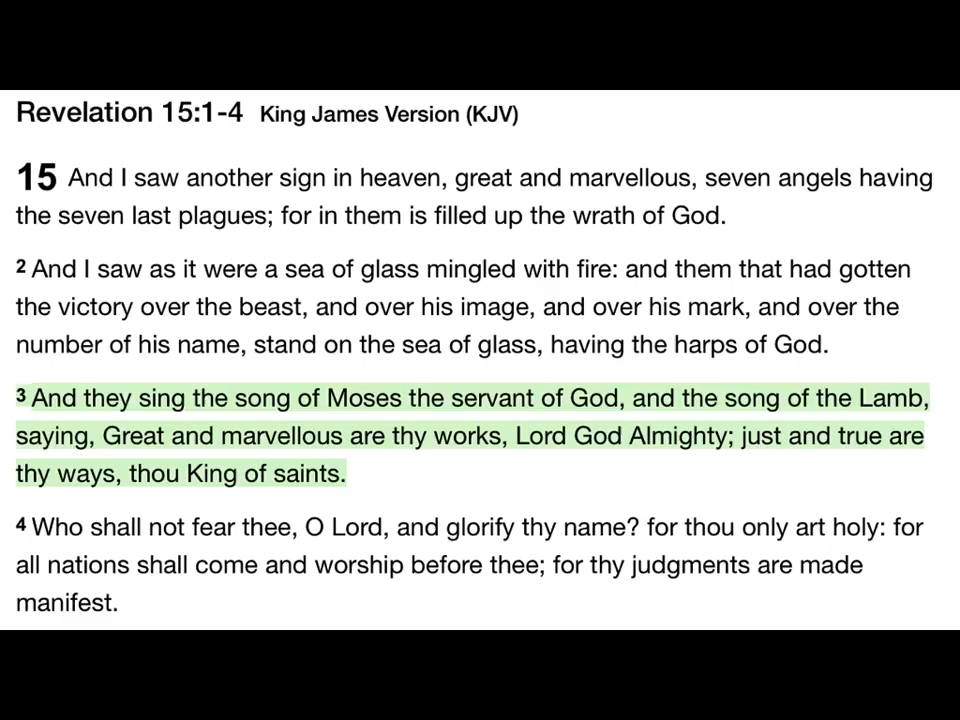 Revelation 15:1-4 King James Version (KJV)
15 And I saw another sign in heaven, great and marvellous, seven angels having
the seven last plagues; for in them is filled up the wrath of God.
2 And I saw as it were a sea of glass mingled with fire: and them that had gotten
the victory over the beast, and over his image, and over his mark, and over the
number of his name, stand on the sea of glass, having the harps of God.
3 And they sing the song of Moses the servant of God, and the song of the Lamb,
saying, Great and marvellous are thy works, Lord God Almighty; just and true are
thy ways, thou King of saints.
4 Who shall not fear thee, O Lord, and glorify thy name? for thou only art holy: for
all nations shall come and worship before thee; for thy judgments are made
manifest.